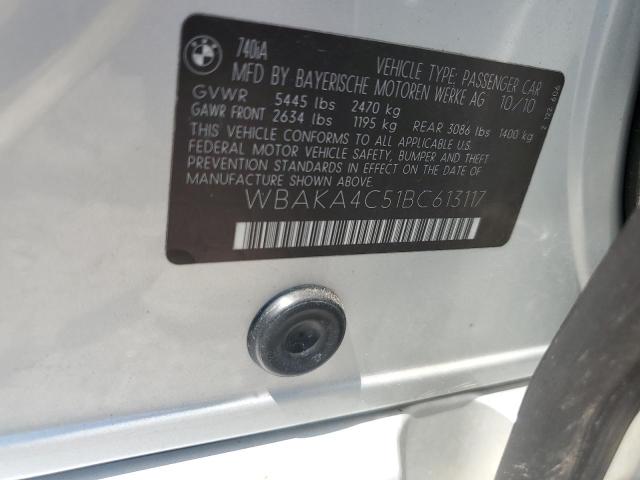 BMW
740iA
VEHICLE TYPE: PASSENGER CAR
MFD BY BAYERISCHE MOTOREN WERKE AG 10/10
GVWR 5445 lbs 2470 kg
GAWR FRONT 2634 lbs 1195 kg REAR 3086 lbs 1400 kg
THIS VEHICLE CONFORMS TO ALL APPLICABLE U.S.
FEDERAL MOTOR VEHICLE SAFETY, BUMPER AND THEFT
PREVENTION STANDARDS IN EFFECT ON THE DATE OF
MANUFACTURE SHOWN ABOVE.
WBAKA4C51BC613117